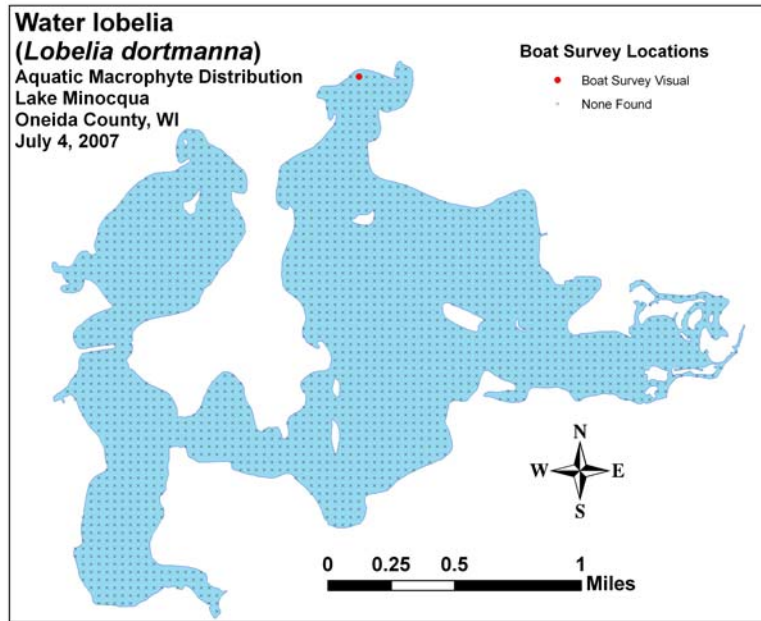 Water lobelia
(Lobelia dortmanna)
Aquatic Macrophyte Distribution
Lake Minocqua
Oneida County, WI
July 4, 2007
Boat Survey Locations
Boat Survey Visual
None Found
N
W E
S
0 0.25 0.5 1
Miles